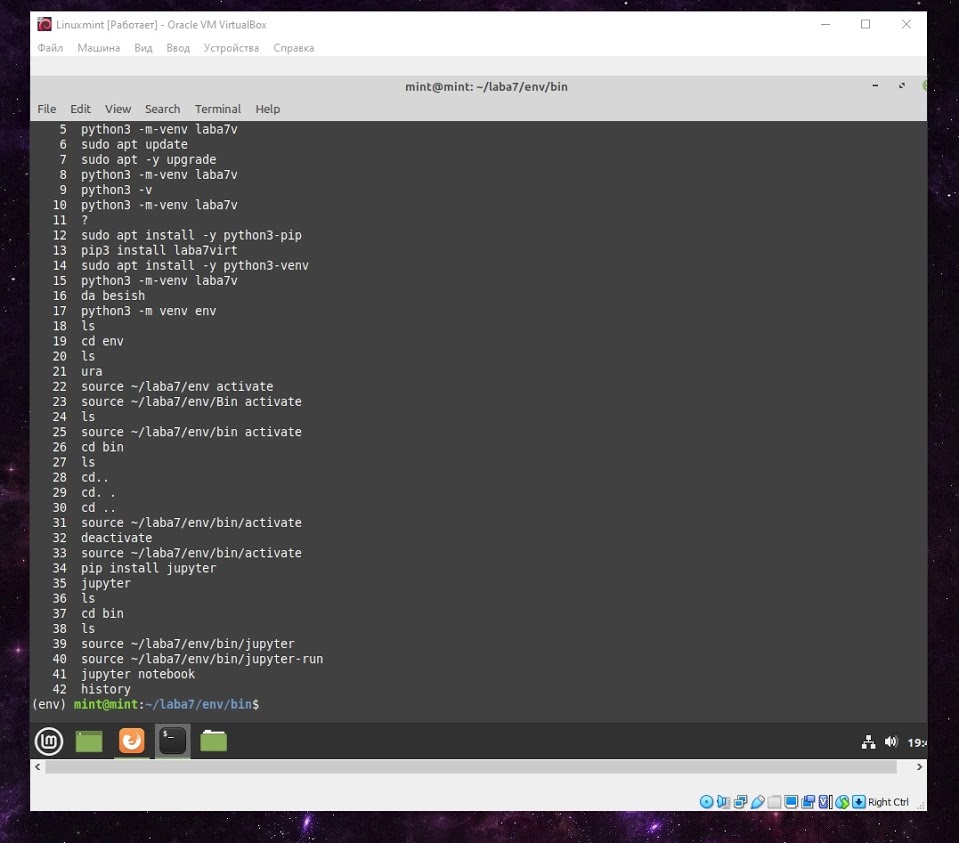 Linuxmint [Работает] - Oracle VM VirtualBox
Файл Машина Вид Ввод Устройства Справка
mint@mint: ~/laba7/env/bin
File Edit View Search Terminal Help
5 python3 -m-venv laba7v
6 sudo apt update
7 sudo apt -y upgrade
8 python3 -m-venv laba7v
9 python3 -v
10 python3 -m-venv laba7v
11 ?
12 sudo apt install -y python3-pip
13 pip3 install laba7virt
14 sudo apt install -y python3-venv
15 python3 -m-venv laba7v
16 da besish
17 python3 -m venv env
18 ls
19 cd env
20 ls
21 ura
22 source ~/laba7/env activate
23 source ~/laba7/env/Bin activate
24 ls
25 source ~/laba7/env/bin activate
26 cd bin
27 ls
28 cd..
29 cd. .
30 cd ..
31 source ~/laba7/env/bin/activate
32 deactivate
33 source ~/laba7/env/bin/activate
34 pip install jupyter
35 jupyter
36 ls
37 cd bin
38 ls
39 source ~/laba7/env/bin/jupyter
40 source ~/laba7/env/bin/jupyter-run
41 jupyter notebook
42 history
(env) mint@mint:~/laba7/env/bin$
Right Ctrl